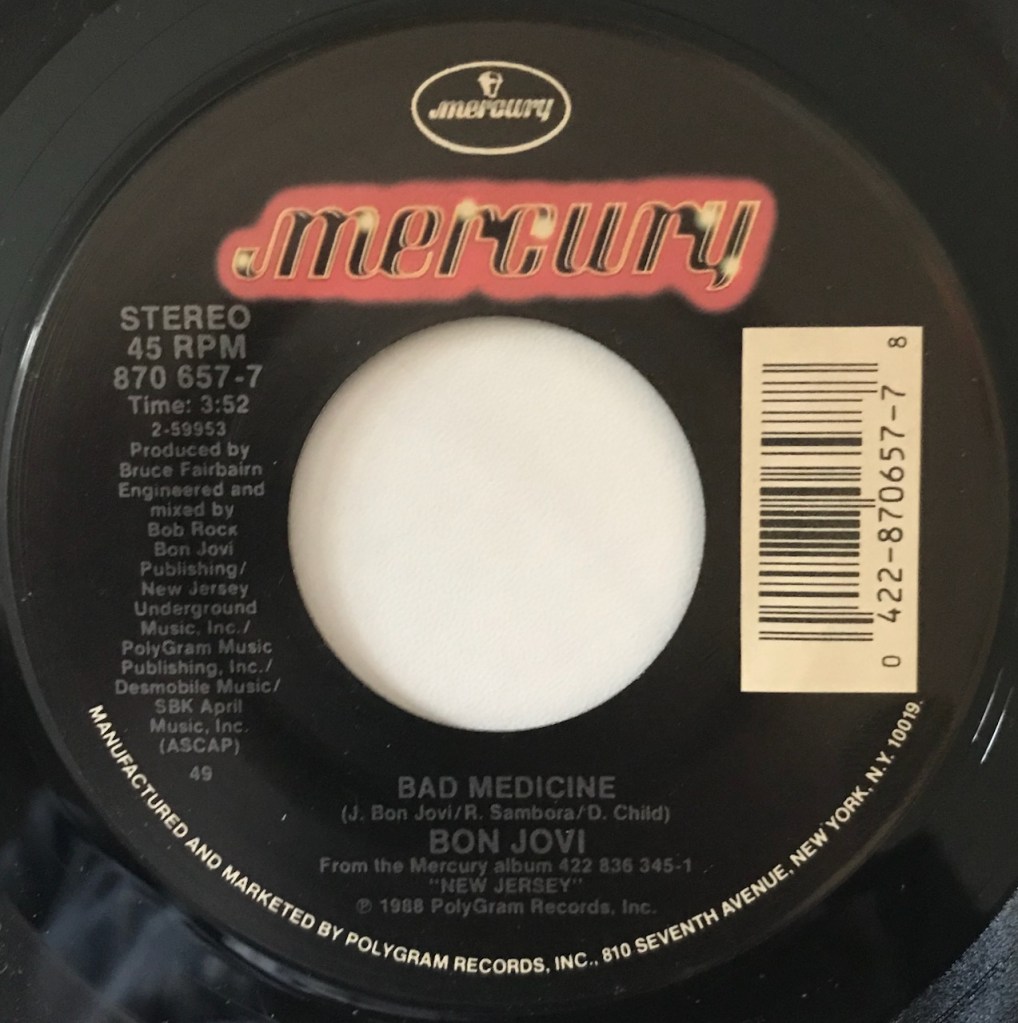 mercury
mercury
STEREO
45 RPM
870 657-7
Time: 3:52
2-59953
Produced by
Bruce Fairbairn
Engineered and
mixed by
Bob Rock
Bon Jovi
Publishing/
New Jersey
Underground
Music, Inc./
PolyGram Music
Publishing, Inc./
Desmobile Music/
SBK April
Music, Inc.
(ASCAP)
49
0 422-870657-7 8
BAD MEDICINE
(J. Bon Jovi/R. Sambora/D. Child)
BON JOVI
From the Mercury album 422 836 345-1
"NEW JERSEY"
℗ 1988 PolyGram Records, Inc.
MANUFACTURED AND MARKETED BY POLYGRAM RECORDS, INC., 810 SEVENTH AVENUE, NEW YORK, N.Y. 10019.